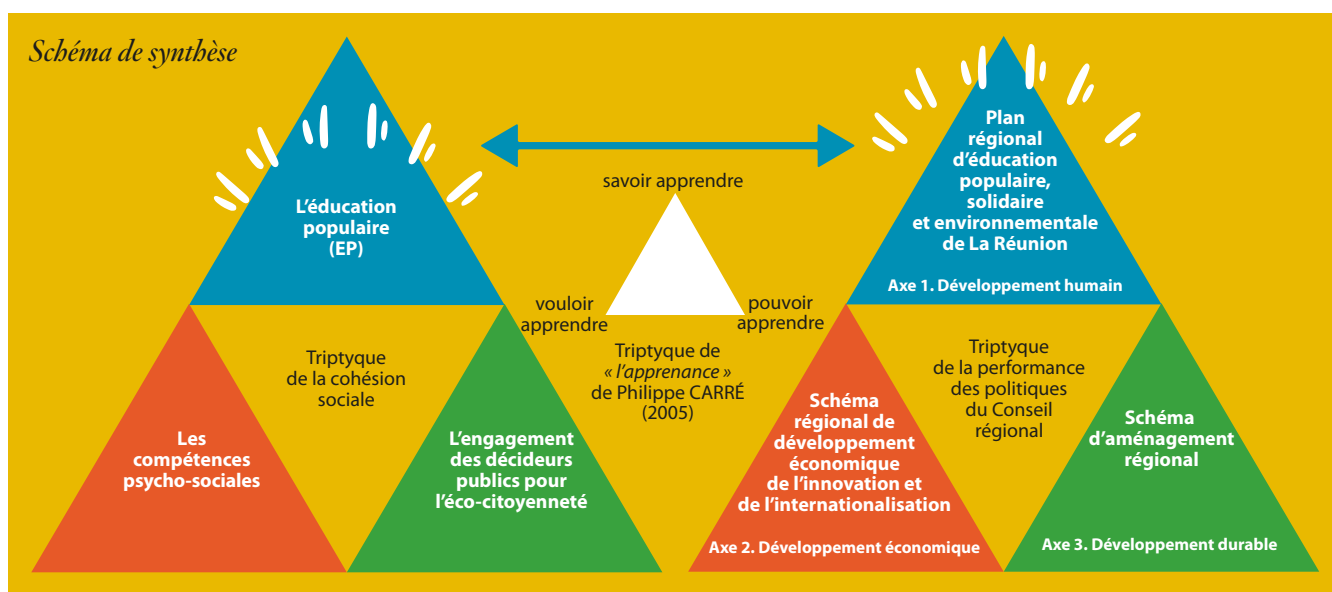 Schéma de synthèse
L'éducation
populaire
(EP)
Les
compétences
psycho-sociales
Triptyque
de la cohésion
sociale
L'engagement
des décideurs
publics pour
l'éco-citoyenneté
savoir apprendre
vouloir
apprendre
pouvoir
apprendre
Triptyque de
« l'apprenance »
de Philippe CARRÉ
(2005)
Plan
régional
d'éducation
populaire,
solidaire
et environnementale
de La Réunion
Axe 1. Développement humain
Schéma
régional de
développement
économique
de l'innovation et
de l'internationalisation
Axe 2. Développement économique
Triptyque
de la performance
des politiques
du Conseil
régional
Schéma
d'aménagement
régional
Axe 3. Développement durable